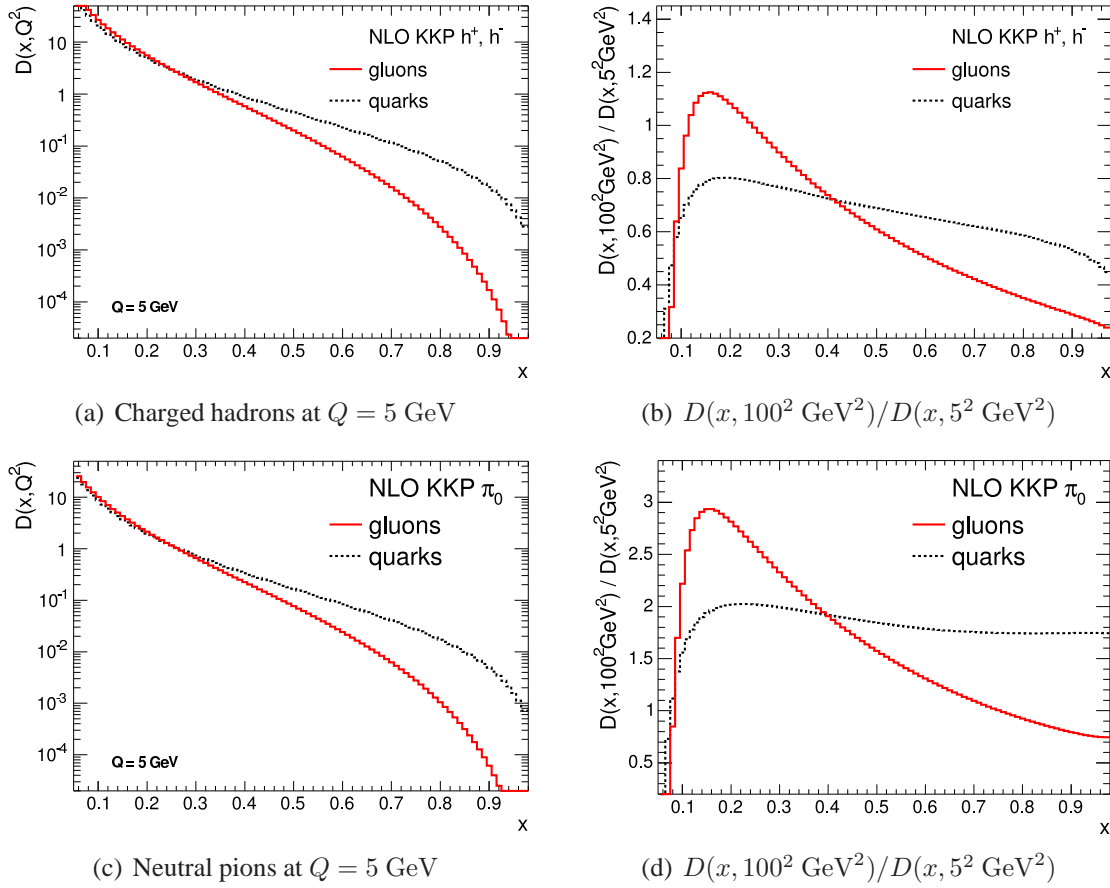 D(x,Q²)
10
1
10⁻¹
10⁻²
10⁻³
10⁻⁴
NLO KKP h⁺, h⁻
gluons
quarks
Q = 5 GeV
0.1 0.2 0.3 0.4 0.5 0.6 0.7 0.8 0.9
x
(a) Charged hadrons at Q = 5 GeV
D(x,100²GeV²) / D(x,5²GeV²)
1.4
1.2
1
0.8
0.6
0.4
0.2
NLO KKP h⁺, h⁻
gluons
quarks
0.1 0.2 0.3 0.4 0.5 0.6 0.7 0.8 0.9
x
(b) D(x, 100² GeV²)/D(x, 5² GeV²)
D(x,Q²)
10
1
10⁻¹
10⁻²
10⁻³
10⁻⁴
NLO KKP π₀
gluons
quarks
Q = 5 GeV
0.1 0.2 0.3 0.4 0.5 0.6 0.7 0.8 0.9
x
(c) Neutral pions at Q = 5 GeV
D(x,100²GeV²) / D(x,5²GeV²)
3
2.5
2
1.5
1
0.5
NLO KKP π₀
gluons
quarks
0.1 0.2 0.3 0.4 0.5 0.6 0.7 0.8 0.9
x
(d) D(x, 100² GeV²)/D(x, 5² GeV²)